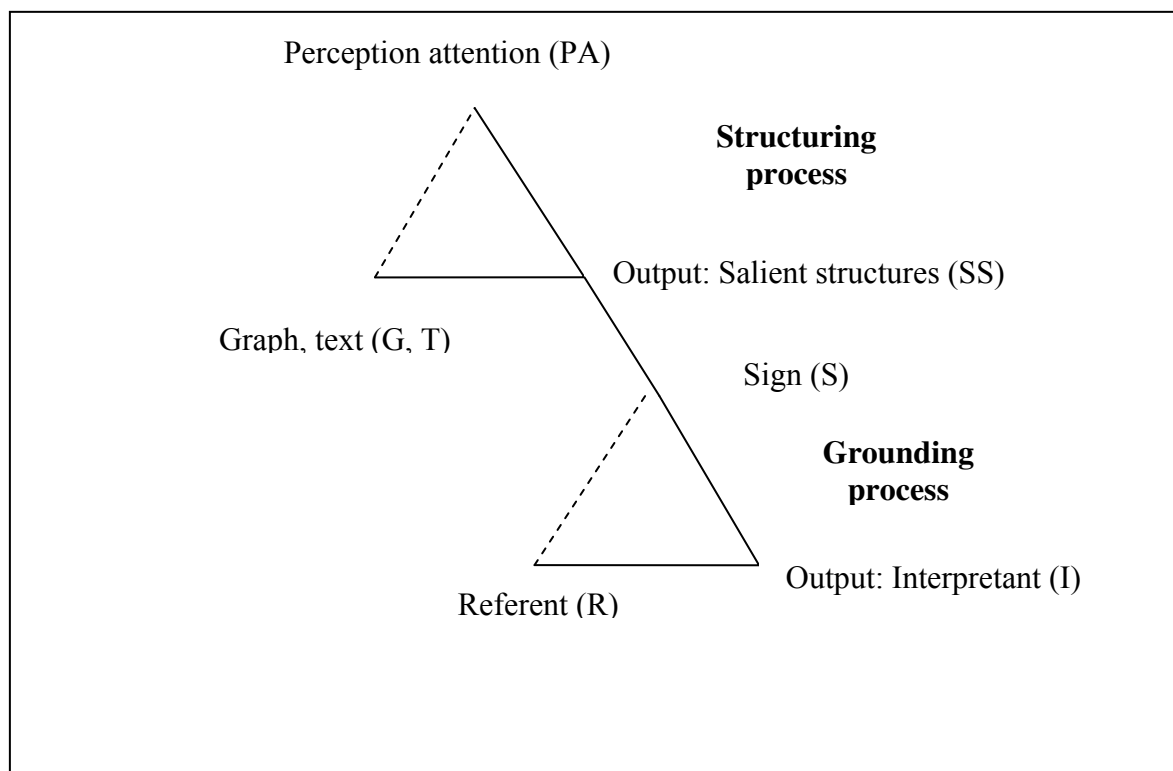 Perception attention (PA)
Structuring
process
Output: Salient structures (SS)
Graph, text (G, T)
Sign (S)
Grounding
process
Output: Interpretant (I)
Referent (R)